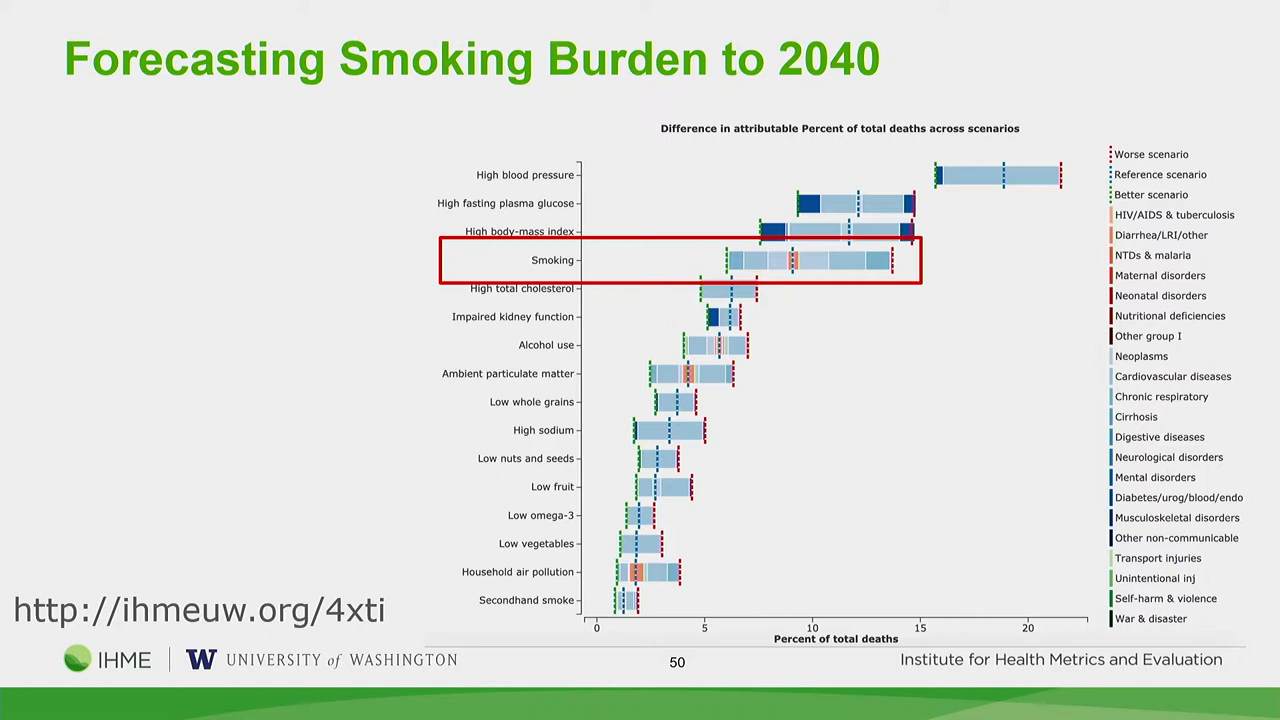 Forecasting Smoking Burden to 2040
Difference in attributable Percent of total deaths across scenarios
High blood pressure
High fasting plasma glucose
High body-mass index
Smoking
High total cholesterol
Impaired kidney function
Alcohol use
Ambient particulate matter
Low whole grains
High sodium
Low nuts and seeds
Low fruit
Low omega-3
Low vegetables
Household air pollution
Secondhand smoke
0 5 10 15 20
Percent of total deaths
Worse scenario
Reference scenario
Better scenario
HIV/AIDS & tuberculosis
Diarrhea/LRI/other
NTDs & malaria
Maternal disorders
Neonatal disorders
Nutritional deficiencies
Other group I
Neoplasms
Cardiovascular diseases
Chronic respiratory
Cirrhosis
Digestive diseases
Neurological disorders
Mental disorders
Diabetes/urog/blood/endo
Musculoskeletal disorders
Other non-communicable
Transport injuries
Unintentional inj
Self-harm & violence
War & disaster
http://ihmeuw.org/4xti
IHME W UNIVERSITY of WASHINGTON
50
Institute for Health Metrics and Evaluation